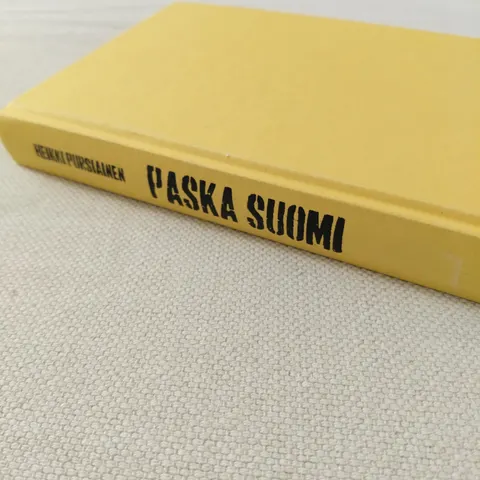 HEIKKI PURSIAINEN PASKA SUOMI